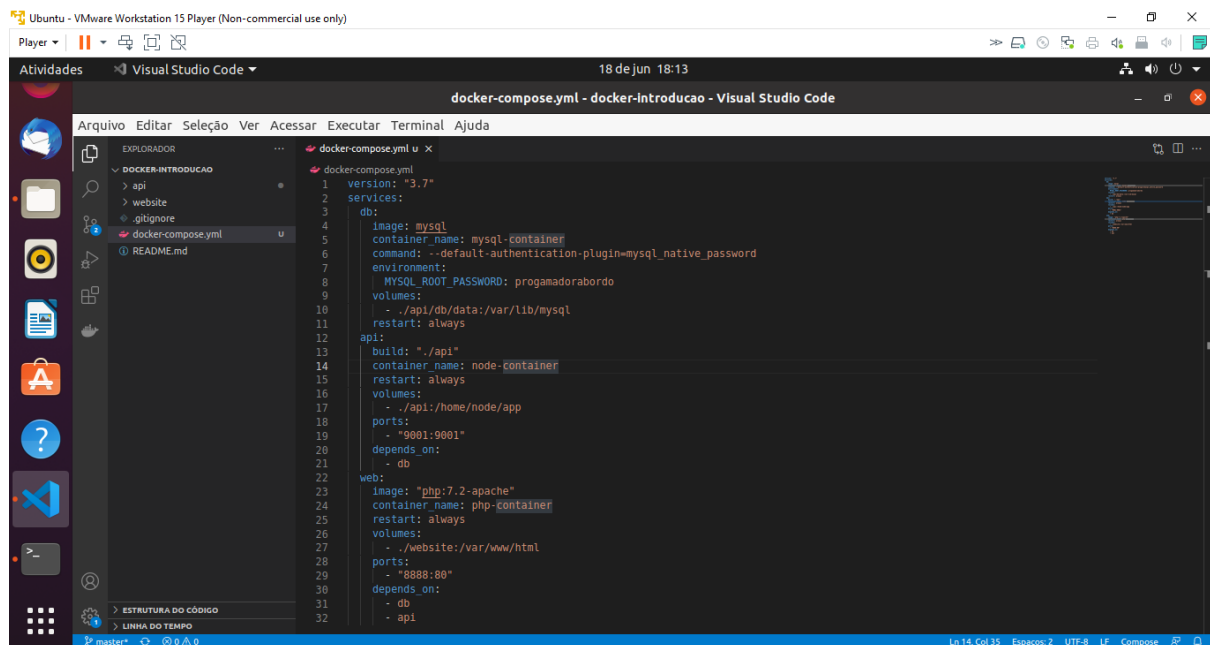 Ubuntu - VMware Workstation 15 Player (Non-commercial use only)
Player
Atividades Visual Studio Code 18 de jun 18:13
docker-compose.yml - docker-introducao - Visual Studio Code
Arquivo Editar Seleção Ver Acessar Executar Terminal Ajuda
EXPLORADOR
DOCKER-INTRODUCAO
api
website
.gitignore
docker-compose.yml U
README.md
ESTRUTURA DO CÓDIGO
LINHA DO TEMPO
docker-compose.yml U
docker-compose.yml
1 version: "3.7"
2 services:
3 db:
4 image: mysql
5 container_name: mysql-container
6 command: --default-authentication-plugin=mysql_native_password
7 environment:
8 MYSQL_ROOT_PASSWORD: progamadorabordo
9 volumes:
10 - ./api/db/data:/var/lib/mysql
11 restart: always
12 api:
13 build: "./api"
14 container_name: node-container
15 restart: always
16 volumes:
17 - ./api:/home/node/app
18 ports:
19 - "9001:9001"
20 depends_on:
21 - db
22 web:
23 image: "php:7.2-apache"
24 container_name: php-container
25 restart: always
26 volumes:
27 - ./website:/var/www/html
28 ports:
29 - "8888:80"
30 depends_on:
31 - db
32 - api
master* 0 0 Ln 14, Col 35 Espaços: 2 UTF-8 LF Compose